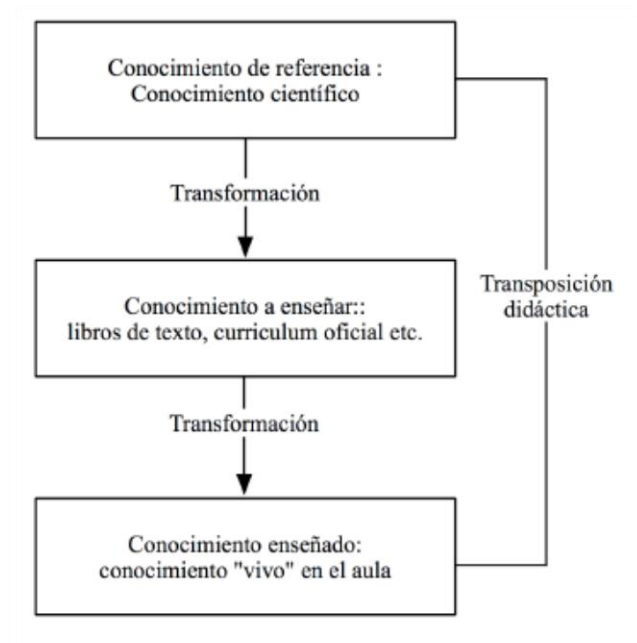 Conocimiento de referencia :
Conocimiento científico
Transformación
Conocimiento a enseñar::
libros de texto, curriculum oficial etc.
Transposición
didáctica
Transformación
Conocimiento enseñado:
conocimiento "vivo" en el aula